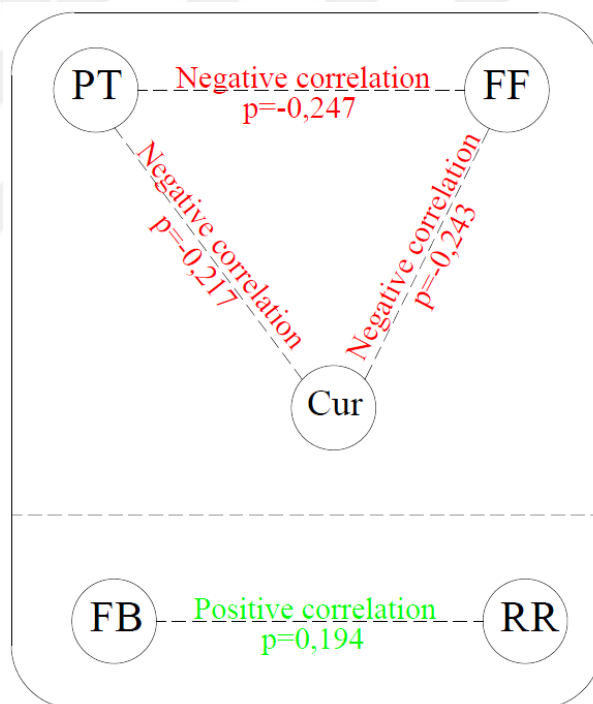 PT
Negative correlation
p=-0,247
FF
Negative correlation
p=-0,217
Negative correlation
p=-0,243
Cur
FB
Positive correlation
p=0,194
RR